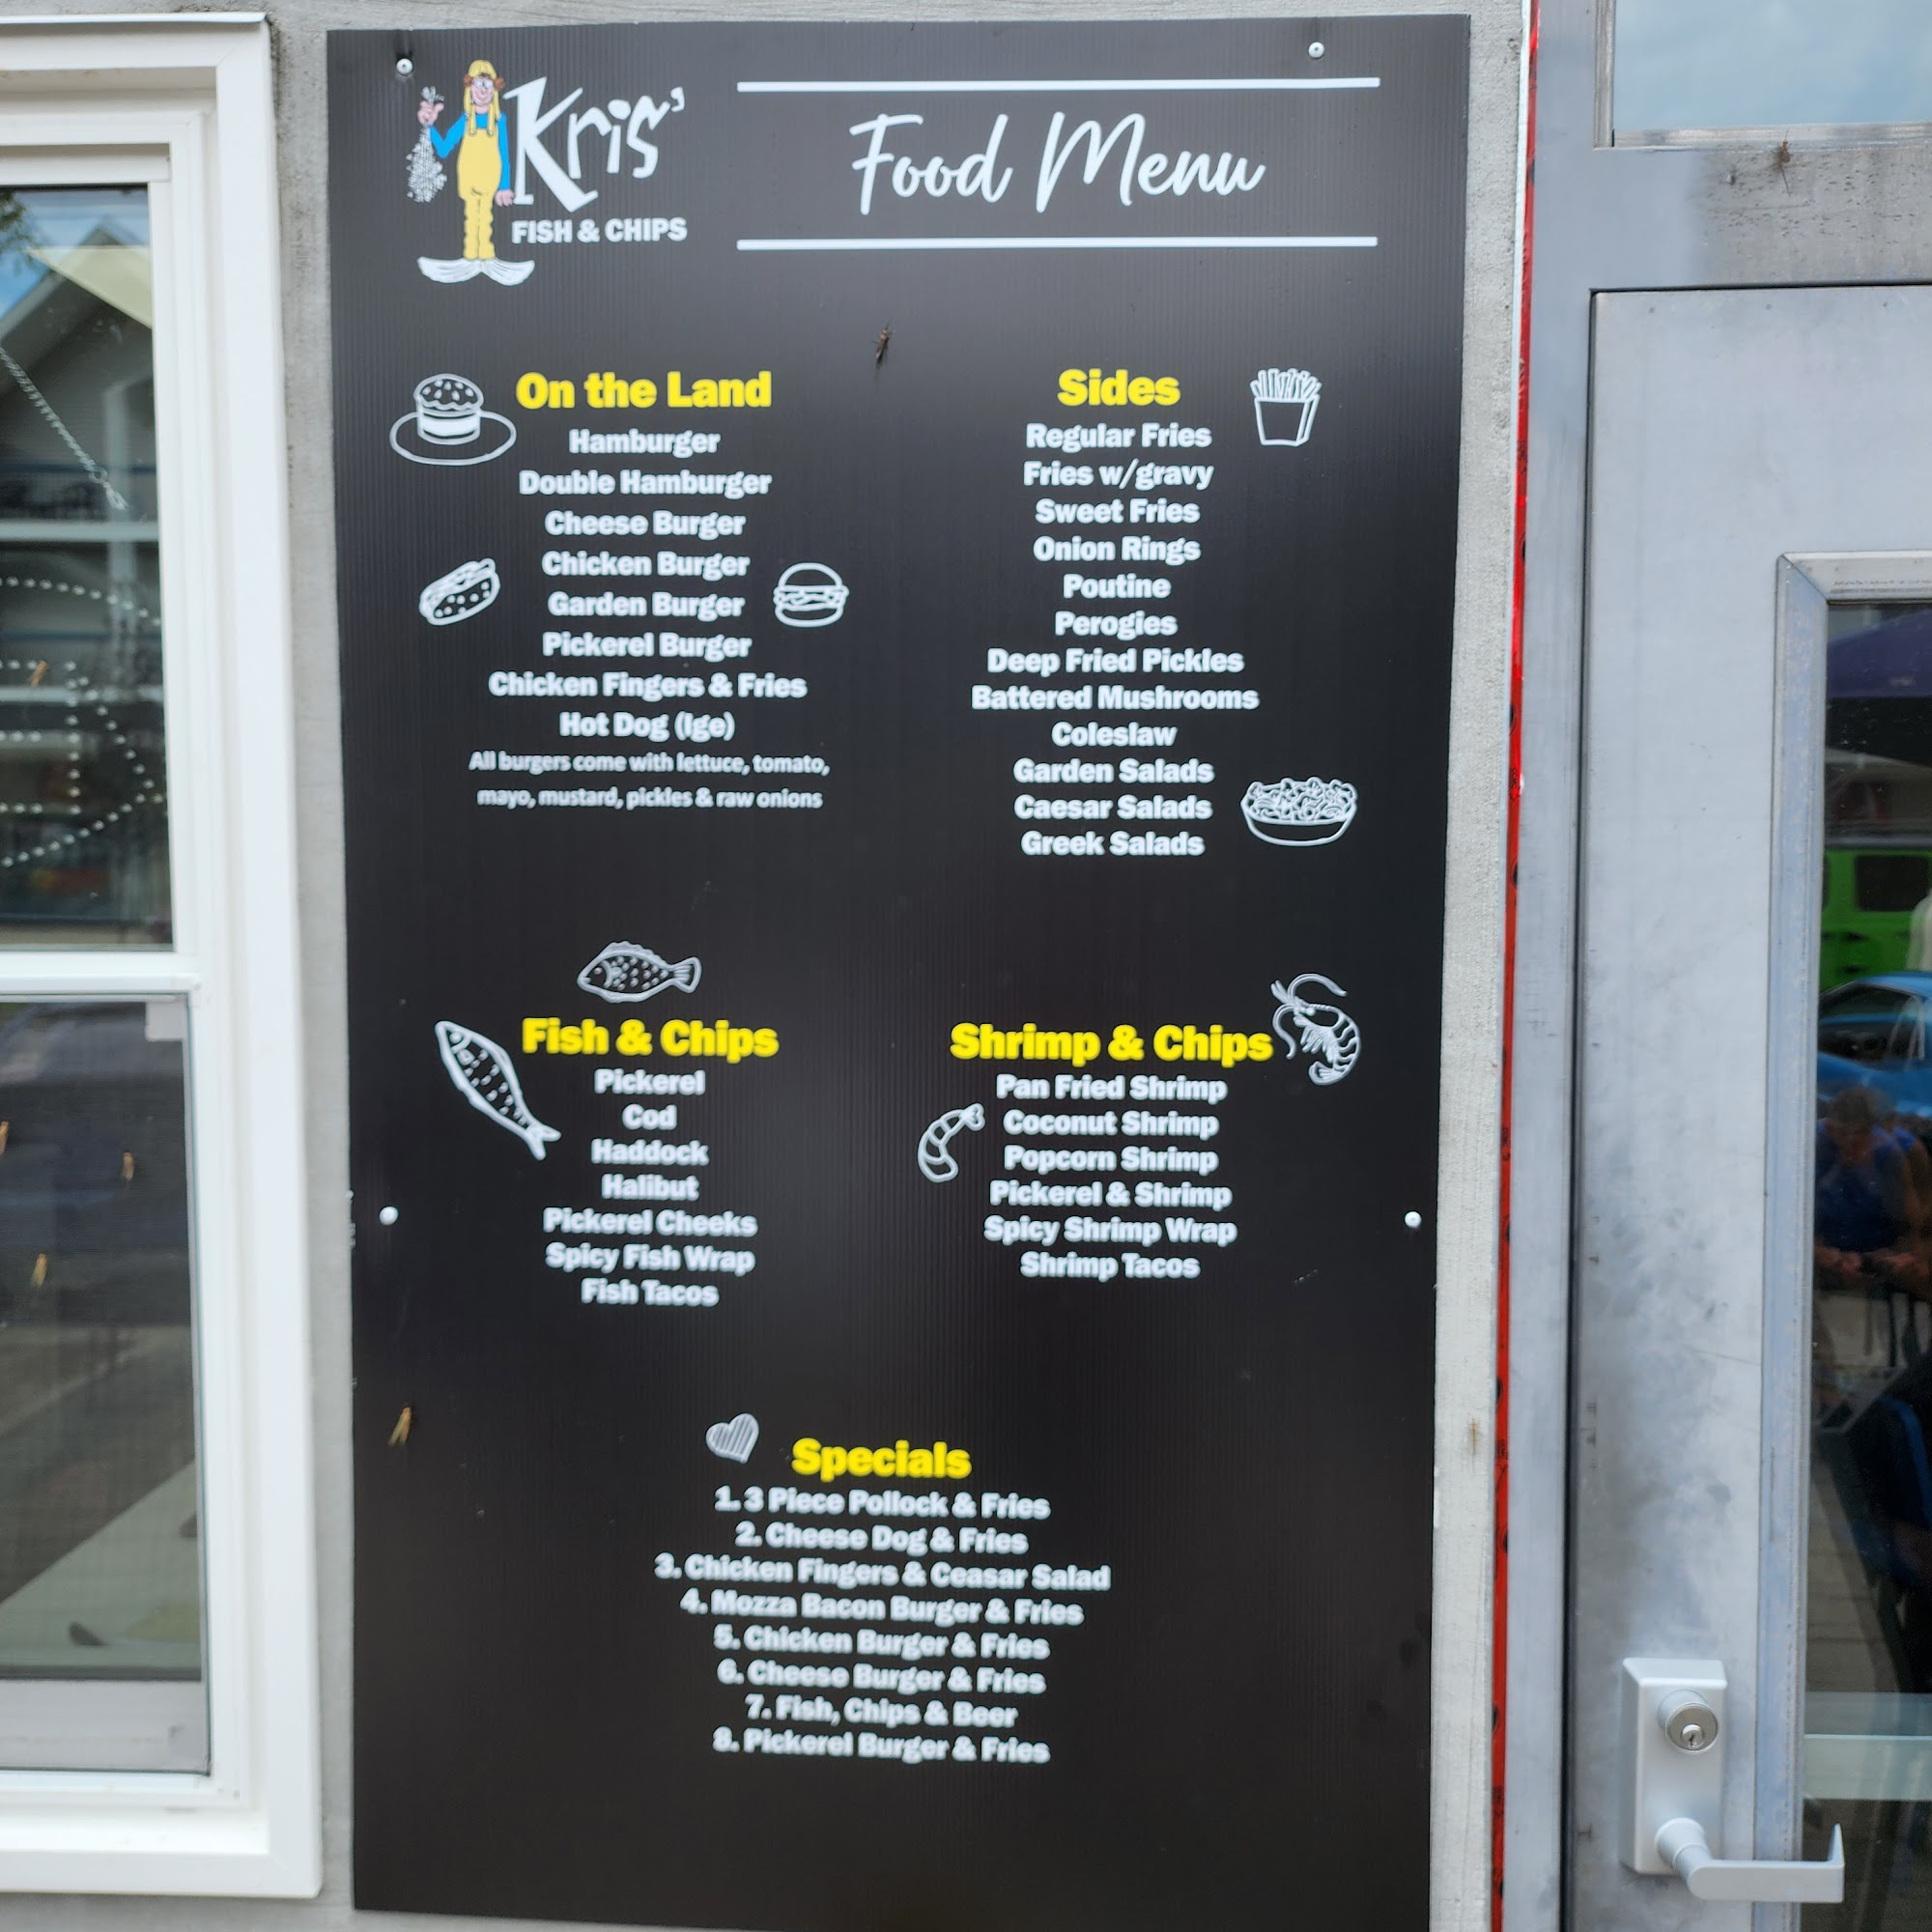 Kris'
FISH & CHIPS
Food Menu
On the Land
Hamburger
Double Hamburger
Cheese Burger
Chicken Burger
Garden Burger
Pickerel Burger
Chicken Fingers & Fries
Hot Dog (lge)
All burgers come with lettuce, tomato,
mayo, mustard, pickles & raw onions
Sides
Regular Fries
Fries w/gravy
Sweet Fries
Onion Rings
Poutine
Perogies
Deep Fried Pickles
Battered Mushrooms
Coleslaw
Garden Salads
Caesar Salads
Greek Salads
Fish & Chips
Pickerel
Cod
Haddock
Halibut
Pickerel Cheeks
Spicy Fish Wrap
Fish Tacos
Shrimp & Chips
Pan Fried Shrimp
Coconut Shrimp
Popcorn Shrimp
Pickerel & Shrimp
Spicy Shrimp Wrap
Shrimp Tacos
Specials
1. 3 Piece Pollock & Fries
2. Cheese Dog & Fries
3. Chicken Fingers & Ceasar Salad
4. Mozza Bacon Burger & Fries
5. Chicken Burger & Fries
6. Cheese Burger & Fries
7. Fish, Chips & Beer
8. Pickerel Burger & Fries